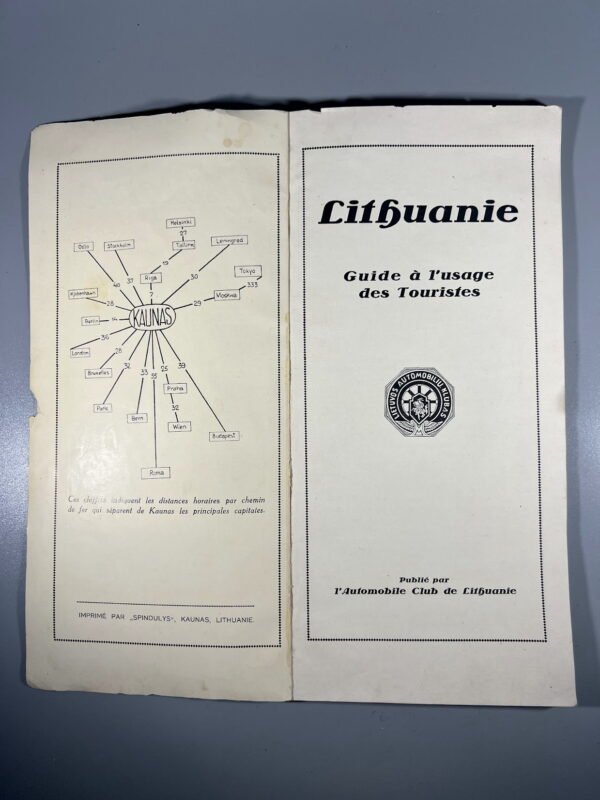 Helsinki
27
Oslo
Stockholm
Tallinn
Leningrad
19
40
37
Riga
30
Tokyo
333
7
Kjobenhavn
28
29
Moskva
KAUNAS
Berlin
14
36
London
28
Bruxelles
32
33
35
25
39
Praha
32
Paris
Bern
Wien
Budapest
Roma
Ces chiffres indiquent les distances horaires par chemin
de fer qui séparent de Kaunas les principales capitales.
IMPRIMÉ PAR „SPINDULYS“, KAUNAS, LITHUANIE.
Lithuanie
Guide à l'usage
des Touristes
LIETUVOS AUTOMOBILIŲ KLUBAS
Publié par
l'Automobile Club de Lithuanie